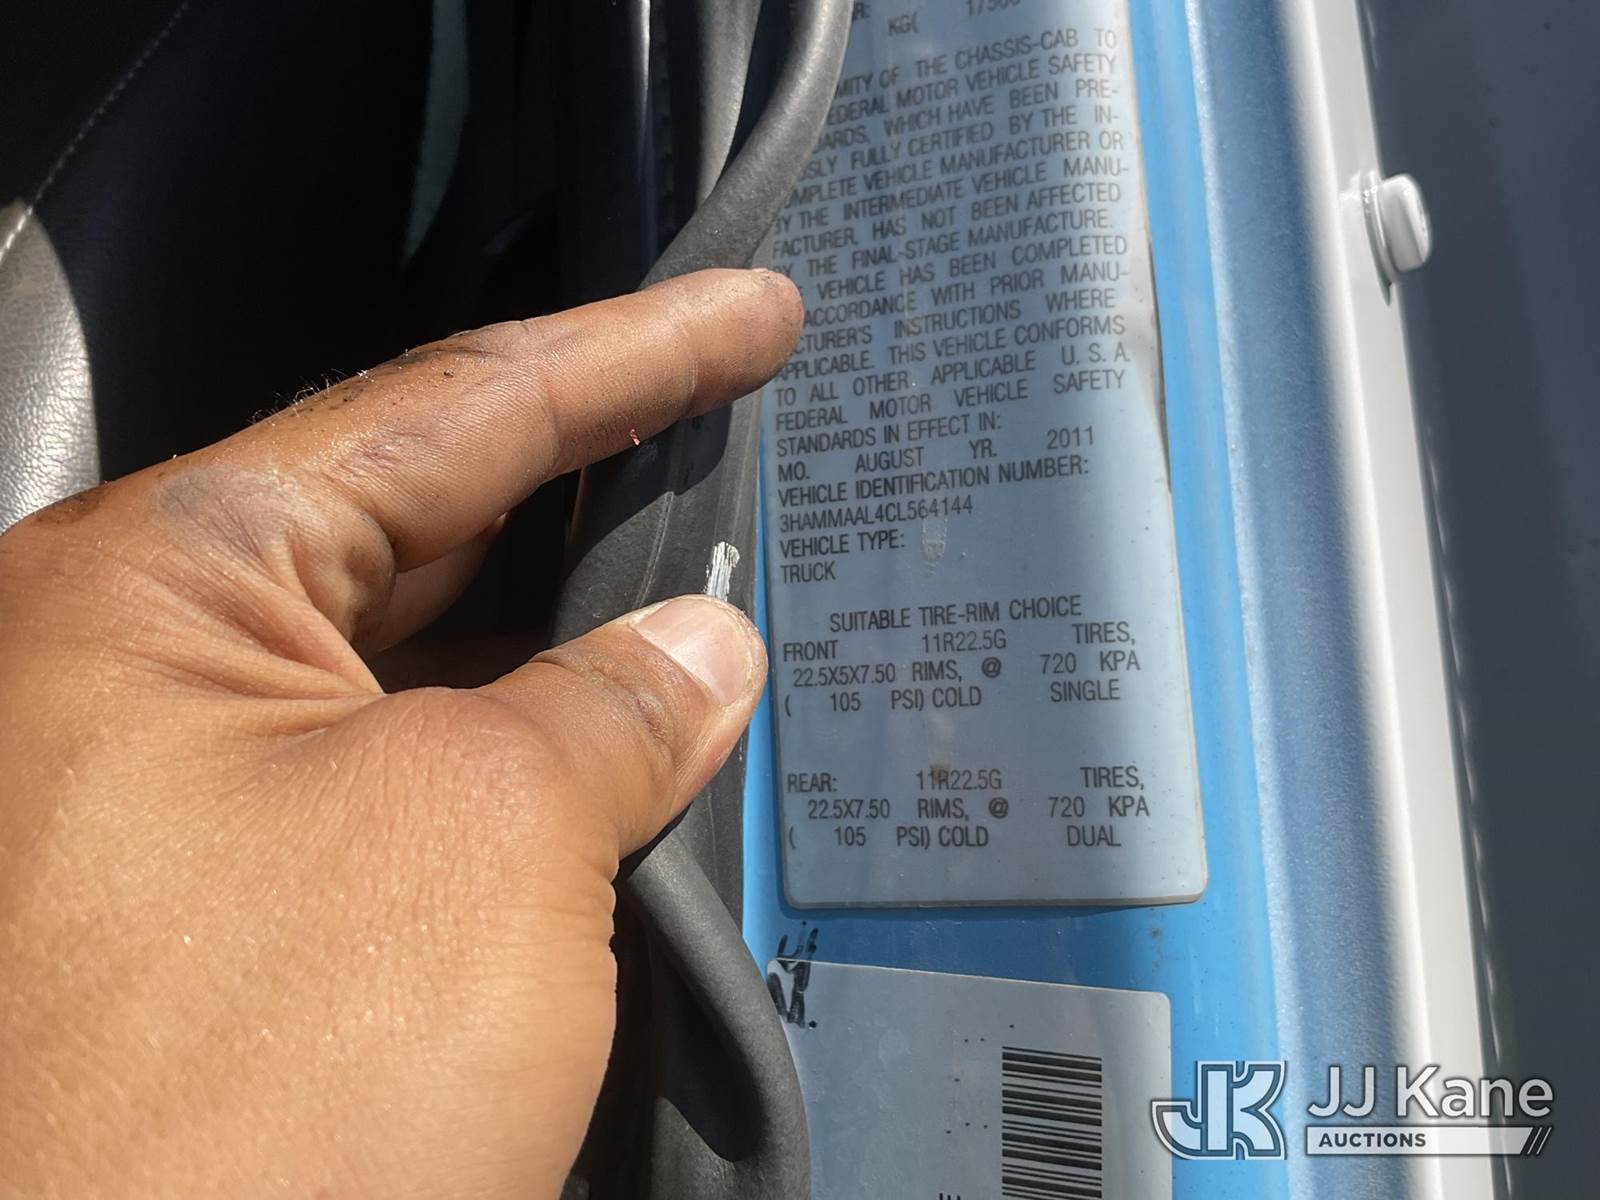 KG(
OF THE CHASSIS-CAB TO
MOTOR VEHICLE SAFETY
WHICH HAVE BEEN PRE-
FULLY CERTIFIED BY THE IN-
VEHICLE MANUFACTURER OR
BY THE INTERMEDIATE VEHICLE MANU-
FACTURER, HAS NOT BEEN AFFECTED
BY THE FINAL-STAGE MANUFACTURE.
VEHICLE HAS BEEN COMPLETED
ACCORDANCE WITH PRIOR MANU-
INSTRUCTIONS WHERE
APPLICABLE. THIS VEHICLE CONFORMS
TO ALL OTHER APPLICABLE U. S. A.
FEDERAL MOTOR VEHICLE SAFETY
STANDARDS IN EFFECT IN:
MO. AUGUST YR. 2011
VEHICLE IDENTIFICATION NUMBER:
3HAMMAAL4CL564144
VEHICLE TYPE:
TRUCK
SUITABLE TIRE-RIM CHOICE
FRONT 11R22.5G TIRES,
22.5X5X7.50 RIMS, @ 720 KPA
( 105 PSI) COLD SINGLE
REAR: 11R22.5G TIRES,
22.5X7.50 RIMS, @ 720 KPA
( 105 PSI) COLD DUAL
JK JJ Kane
AUCTIONS